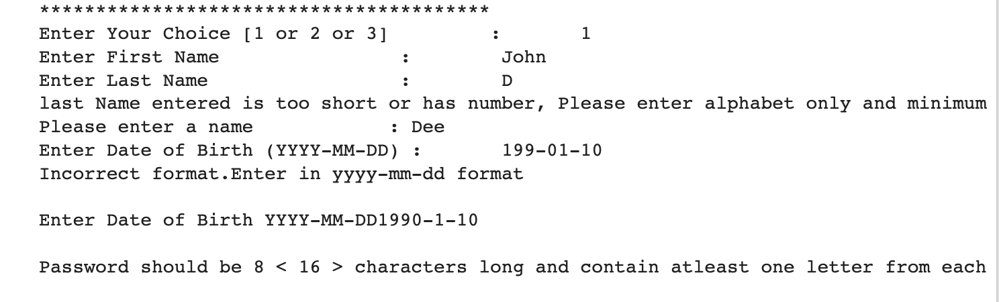 ****************************************
Enter Your Choice [1 or 2 or 3] : 1
Enter First Name : John
Enter Last Name : D
last Name entered is too short or has number, Please enter alphabet only and minimum
Please enter a name : Dee
Enter Date of Birth (YYYY-MM-DD) : 199-01-10
Incorrect format.Enter in yyyy-mm-dd format
Enter Date of Birth YYYY-MM-DD1990-1-10
Password should be 8 < 16 > characters long and contain atleast one letter from each